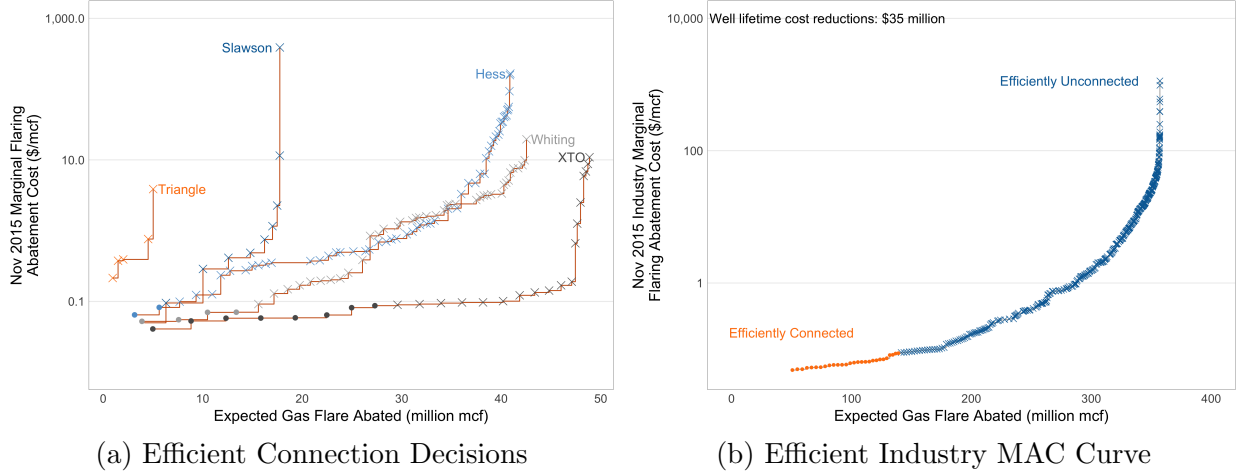 Nov 2015 Marginal Flaring
Abatement Cost ($/mcf)
1,000.0
10.0
0.1
Slawson
Hess
Whiting
XTO
Triangle
0 10 20 30 40 50
Expected Gas Flare Abated (million mcf)
(a) Efficient Connection Decisions
Nov 2015 Industry Marginal
Flaring Abatement Cost ($/mcf)
10,000
100
1
Well lifetime cost reductions: $35 million
Efficiently Unconnected
Efficiently Connected
0 100 200 300 400
Expected Gas Flare Abated (million mcf)
(b) Efficient Industry MAC Curve